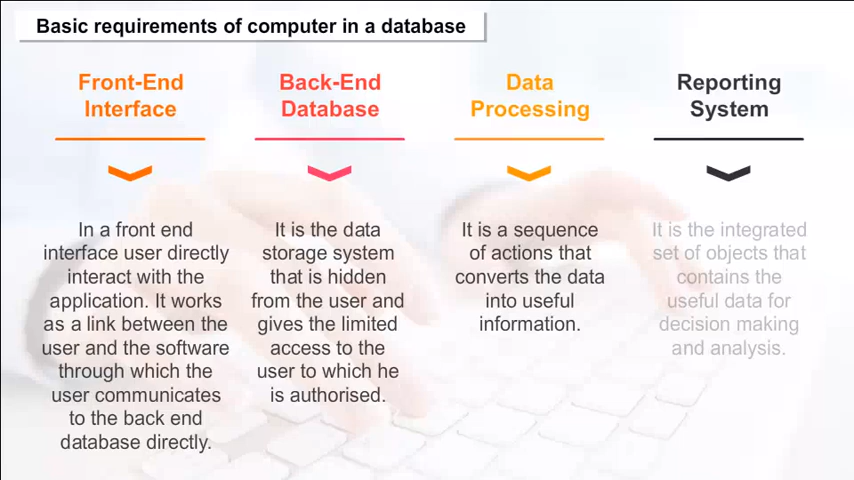 Basic requirements of computer in a database
Front-End
Interface
In a front end
interface user directly
interact with the
application. It works
as a link between the
user and the software
through which the
user communicates
to the back end
database directly.
Back-End
Database
It is the data
storage system
that is hidden
from the user and
gives the limited
access to the
user to which he
is authorised.
Data
Processing
It is a sequence
of actions that
converts the data
into useful
information.
Reporting
System
It is the integrated
set of objects that
contains the
useful data for
decision making
and analysis.